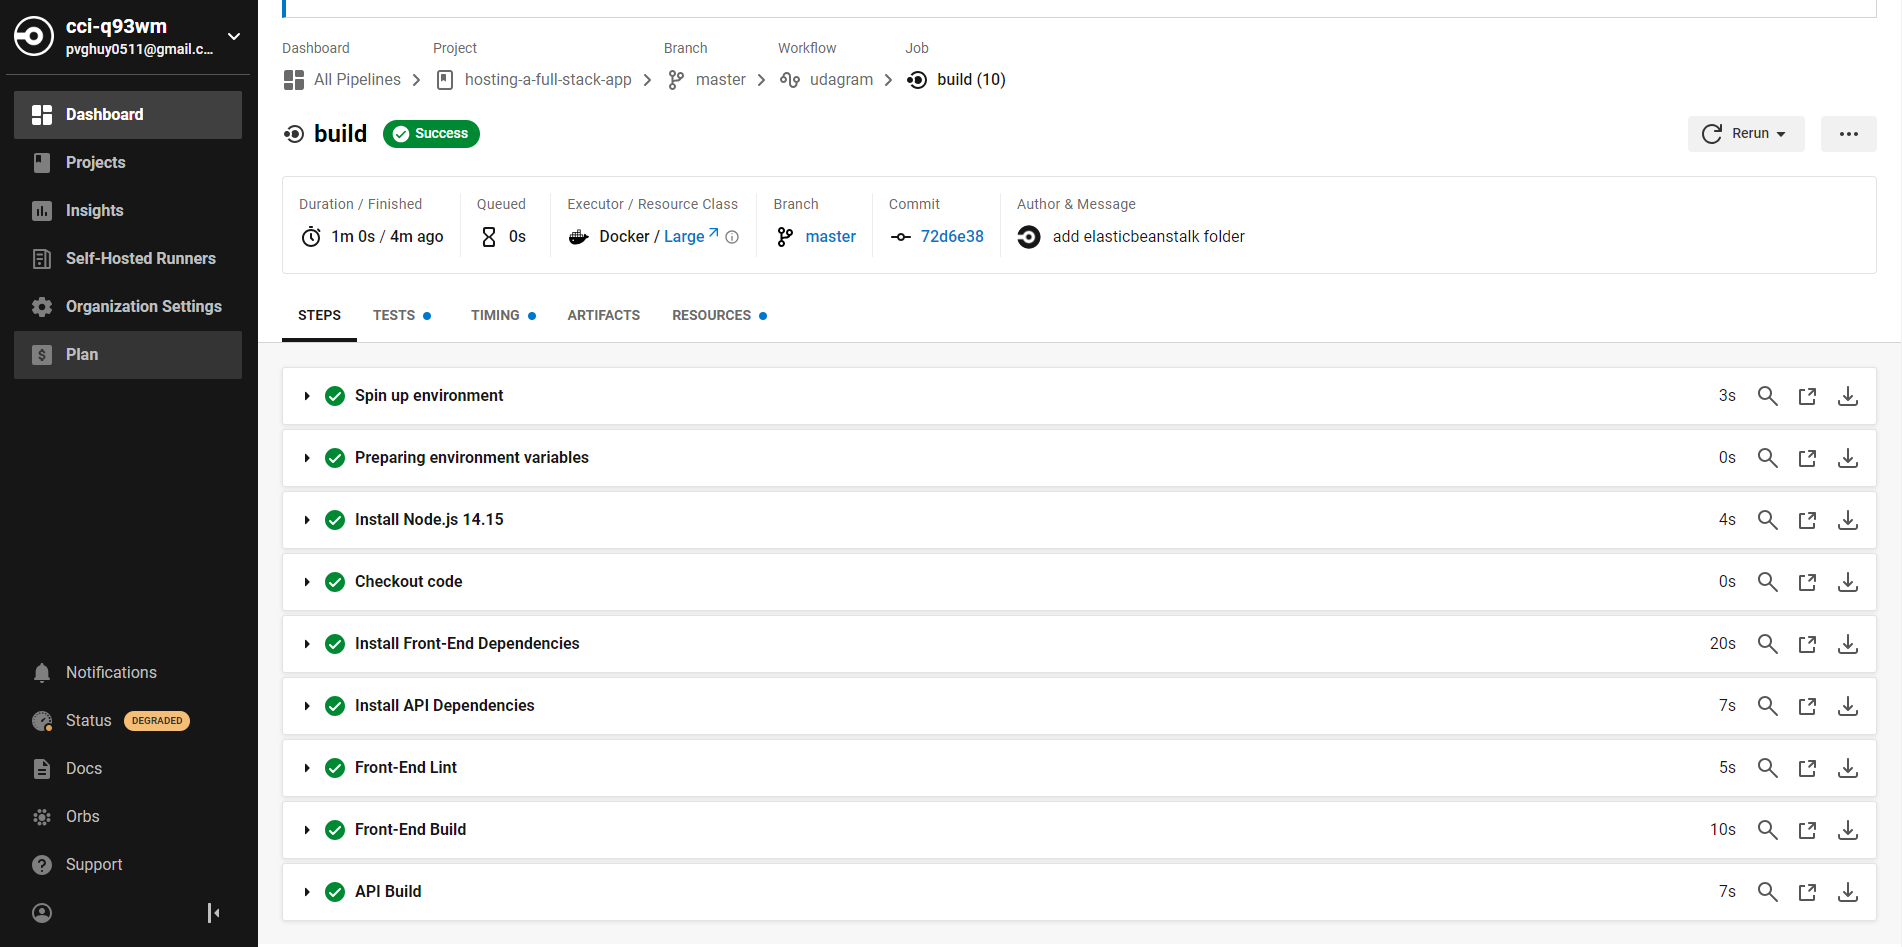 cci-q93wm
pvghuy0511@gmail.c...
Dashboard
Projects
Insights
Self-Hosted Runners
Organization Settings
Plan
Notifications
Status DEGRADED
Docs
Orbs
Support
Dashboard Project Branch Workflow Job
All Pipelines hosting-a-full-stack-app master udagram build (10)
build Success Rerun
Duration / Finished Queued Executor / Resource Class Branch Commit Author & Message
1m 0s / 4m ago 0s Docker / Large master 72d6e38 add elasticbeanstalk folder
STEPS TESTS TIMING ARTIFACTS RESOURCES
Spin up environment 3s
Preparing environment variables 0s
Install Node.js 14.15 4s
Checkout code 0s
Install Front-End Dependencies 20s
Install API Dependencies 7s
Front-End Lint 5s
Front-End Build 10s
API Build 7s